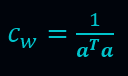 c_w = 1 / (a^T a)